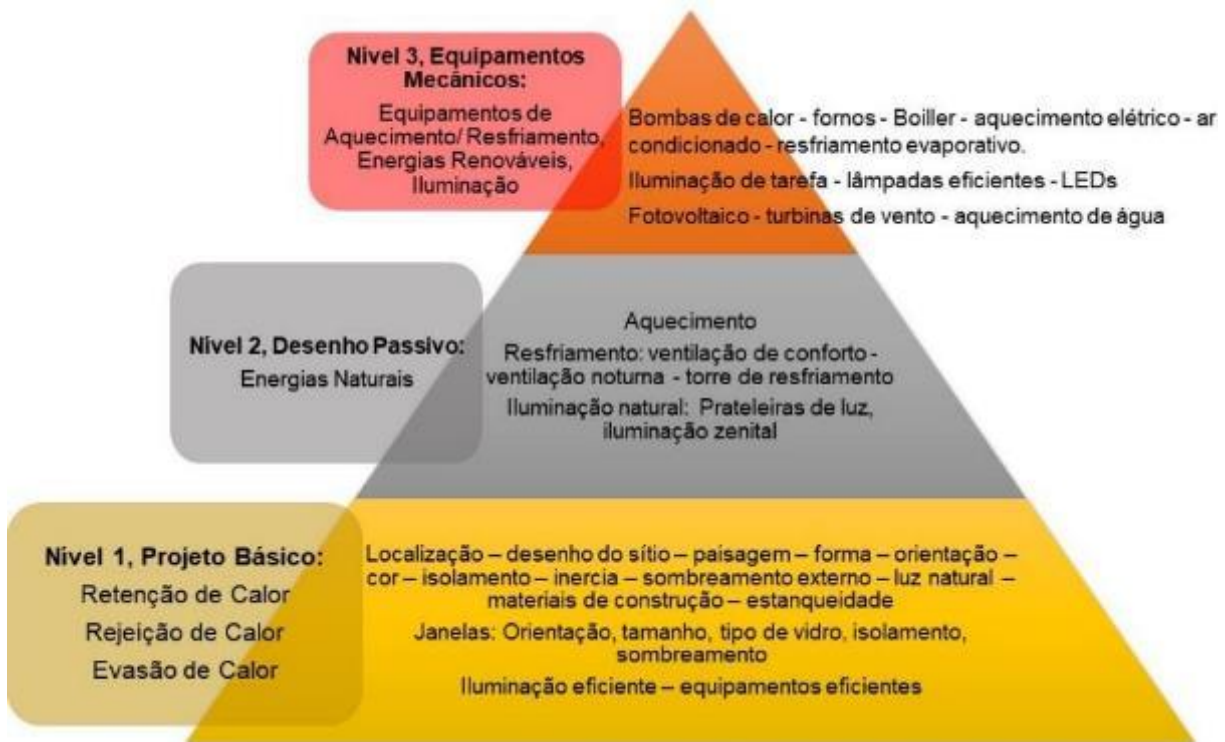 Nivel 3, Equipamentos
Mecânicos:
Equipamentos de
Aquecimento/ Resfriamento,
Energias Renováveis,
Iluminação
Bombas de calor - fornos - Boiller - aquecimento elétrico - ar
condicionado - resfriamento evaporativo.
Iluminação de tarefa - lâmpadas eficientes - LEDs
Fotovoltaico - turbinas de vento - aquecimento de água
Nivel 2, Desenho Passivo:
Energias Naturais
Aquecimento
Resfriamento: ventilação de conforto -
ventilação noturna - torre de resfriamento
Iluminação natural: Prateleiras de luz,
iluminação zenital
Nivel 1, Projeto Básico:
Retenção de Calor
Rejeição de Calor
Evasão de Calor
Localização – desenho do sítio – paisagem – forma – orientação –
cor – isolamento – inercia – sombreamento externo – luz natural –
materiais de construção – estanqueidade
Janelas: Orientação, tamanho, tipo de vidro, isolamento,
sombreamento
Iluminação eficiente – equipamentos eficientes